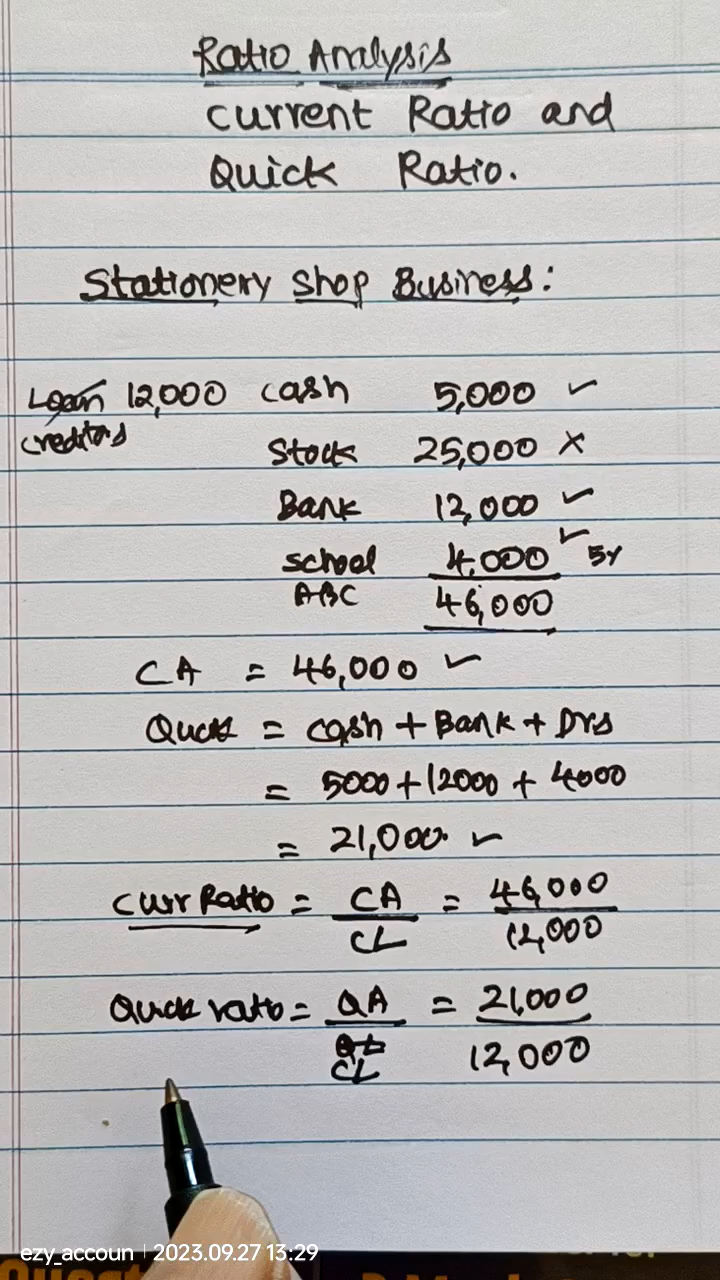 Ratio Analysis
Current Ratio and
Quick Ratio.
Stationery Shop Business:
Loan 12,000 Cash 5,000 ✓
creditors
Stock 25,000 X
Bank 12,000 ✓
School 4,000 ✓ 5Y
ABC 46,000
CA = 46,000 ✓
Quick = Cash + Bank + Drs
= 5000 + 12000 + 4000
= 21,000 ✓
Curr Ratio = CA / CL = 46,000 / 12,000
Quick ratio = QA / CL = 21,000 / 12,000
ezy_accoun | 2023.09.27 13:29